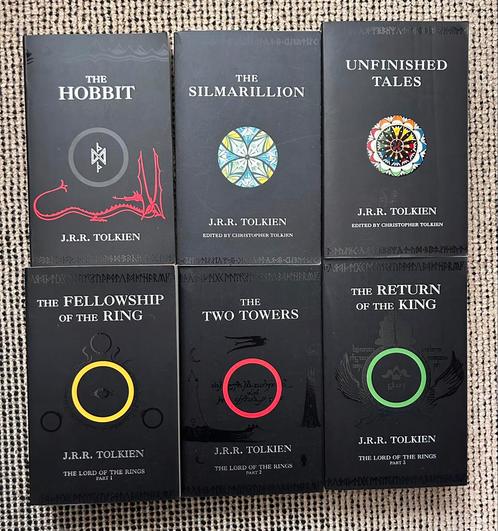 THE
HOBBIT
J.R.R. TOLKIEN
THE
SILMARILLION
J.R.R. TOLKIEN
EDITED BY CHRISTOPHER TOLKIEN
UNFINISHED
TALES
J.R.R. TOLKIEN
EDITED BY CHRISTOPHER TOLKIEN
THE FELLOWSHIP
OF THE RING
J.R.R. TOLKIEN
THE LORD OF THE RINGS
PART 1
THE
TWO TOWERS
J.R.R. TOLKIEN
THE LORD OF THE RINGS
PART 2
THE RETURN
OF THE KING
J.R.R. TOLKIEN
THE LORD OF THE RINGS
PART 3